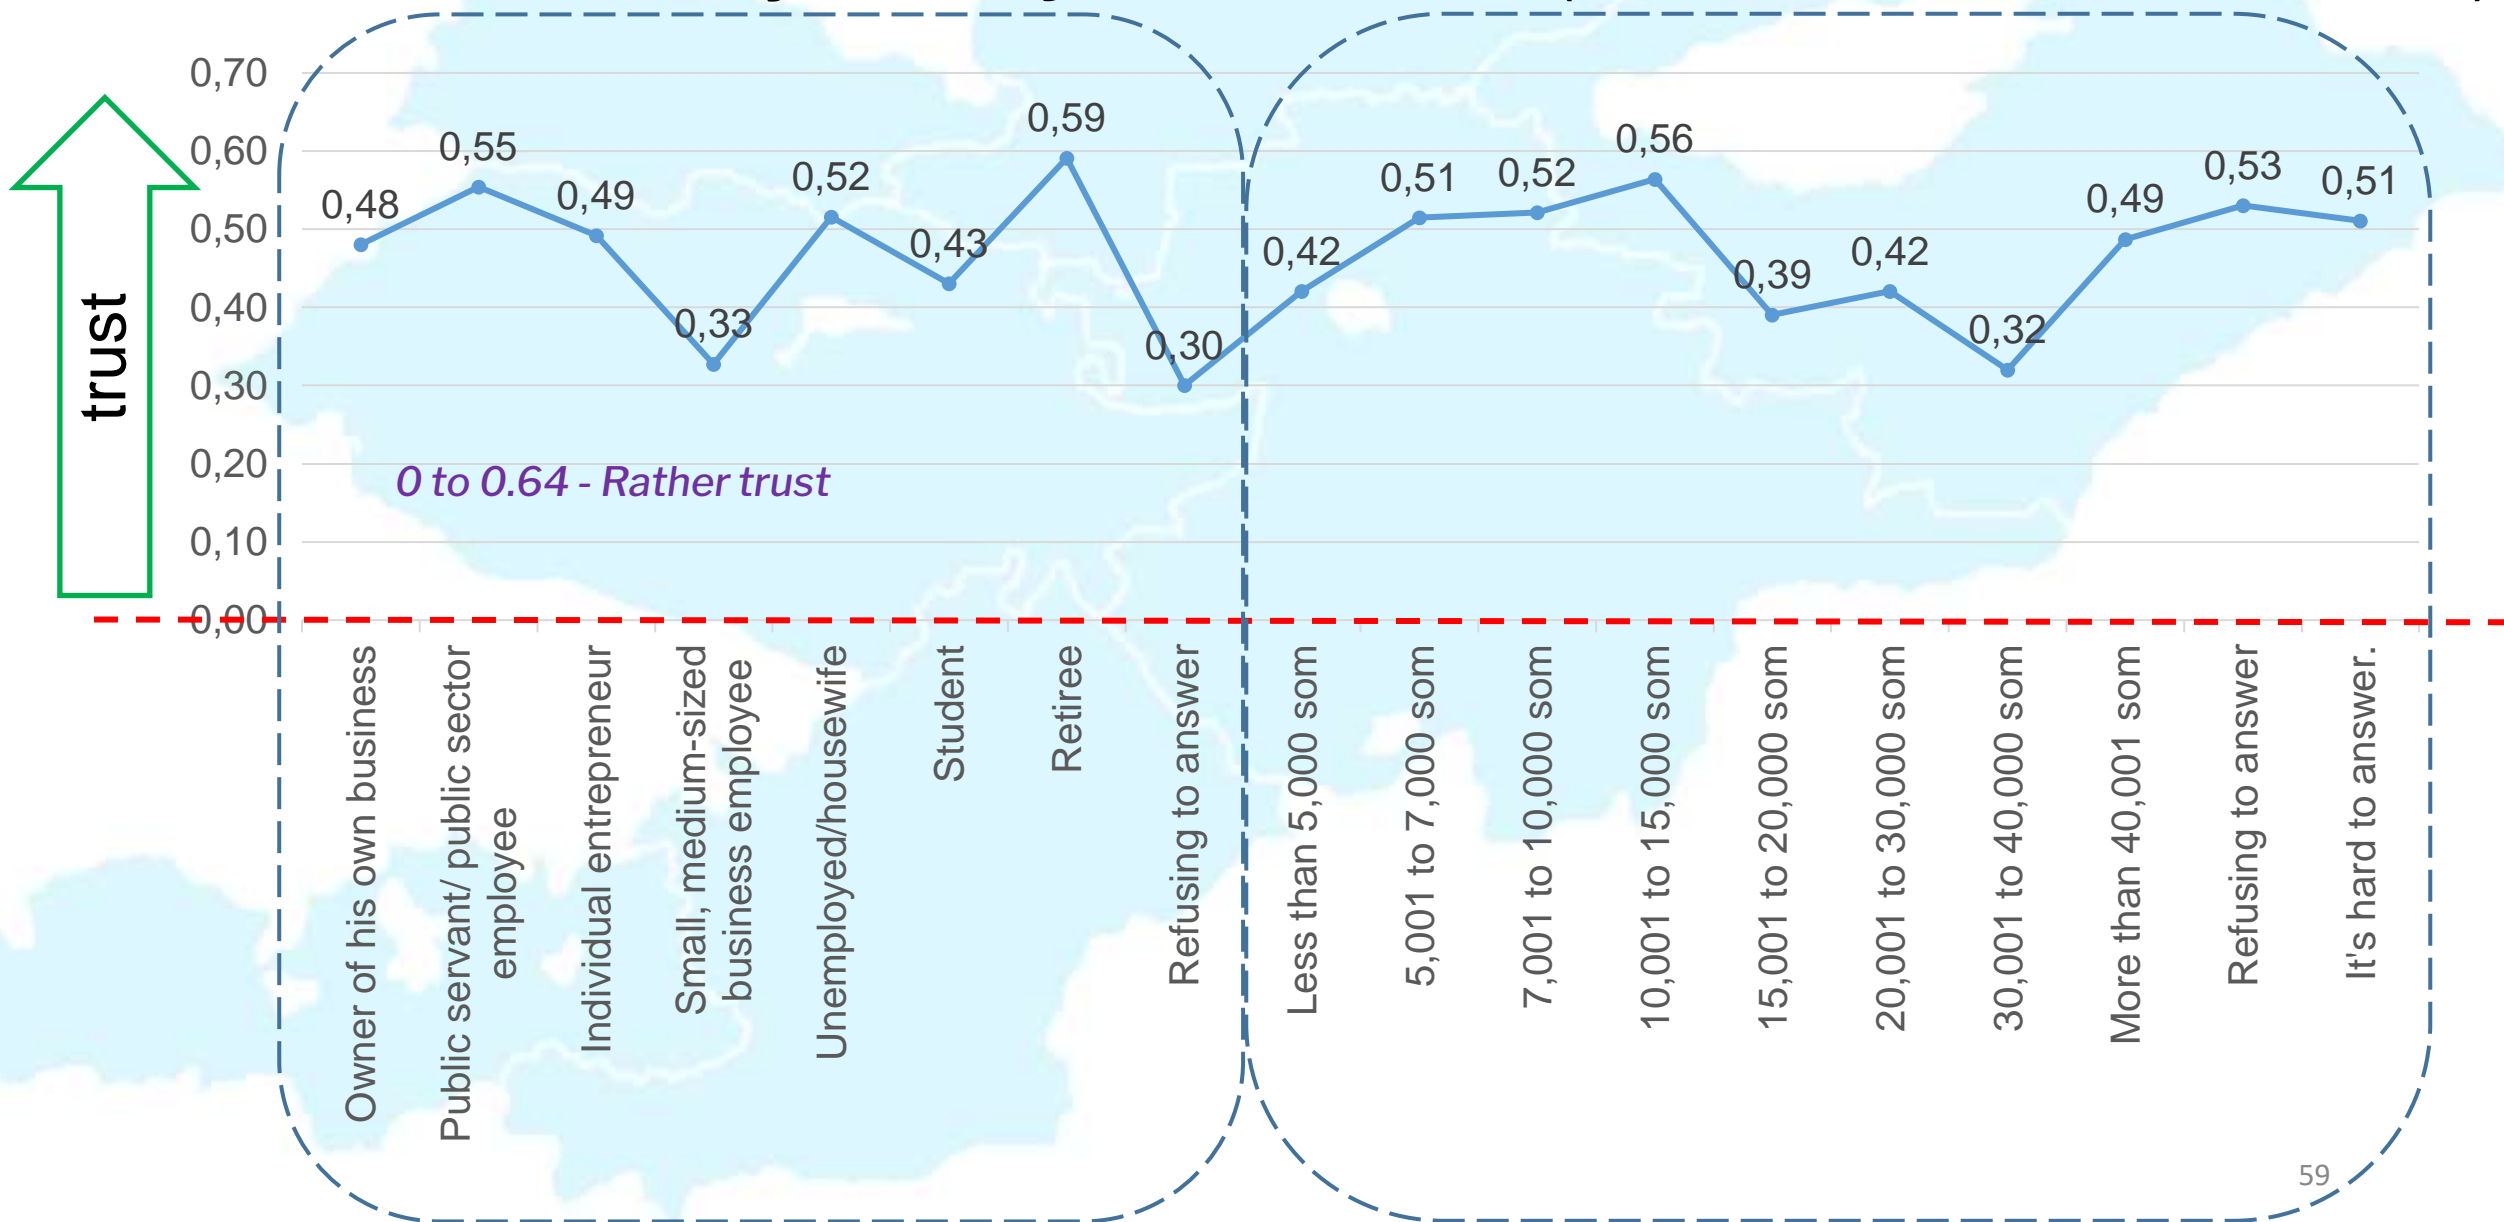 0,70
0,60
0,50
0,40
0,30
0,20
0,10
0,00
trust
0,48
0,55
0,49
0,33
0,52
0,43
0,59
0,30
0,42
0,51
0,52
0,56
0,39
0,42
0,32
0,49
0,53
0,51
0 to 0.64 - Rather trust
Owner of his own business
Public servant/ public sector
employee
Individual entrepreneur
Small, medium-sized
business employee
Unemployed/housewife
Student
Retiree
Refusing to answer
Less than 5,000 som
5,001 to 7,000 som
7,001 to 10,000 som
10,001 to 15,000 som
15,001 to 20,000 som
20,001 to 30,000 som
30,001 to 40,000 som
More than 40,001 som
Refusing to answer
It's hard to answer.
59